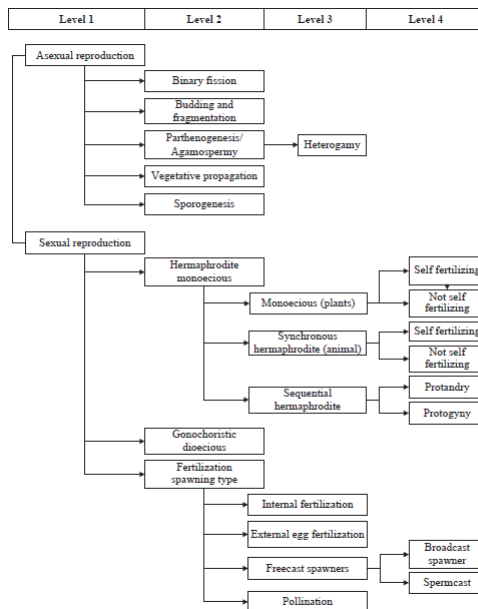 Level 1 Level 2 Level 3 Level 4
Asexual reproduction
Binary fission
Budding and
fragmentation
Parthenogenesis/
Agamospermy
Heterogamy
Vegetative propagation
Sporogenesis
Sexual reproduction
Hermaphrodite
monoecious
Monoecious (plants)
Self fertilizing
Not self
fertilizing
Synchronous
hermaphrodite (animal)
Self fertilizing
Not self
fertilizing
Sequential
hermaphrodite
Protandry
Protogyny
Gonochoristic
dioecious
Fertilization
spawning type
Internal fertilization
External egg fertilization
Freecast spawners
Broadcast
spawner
Spermcast
Pollination